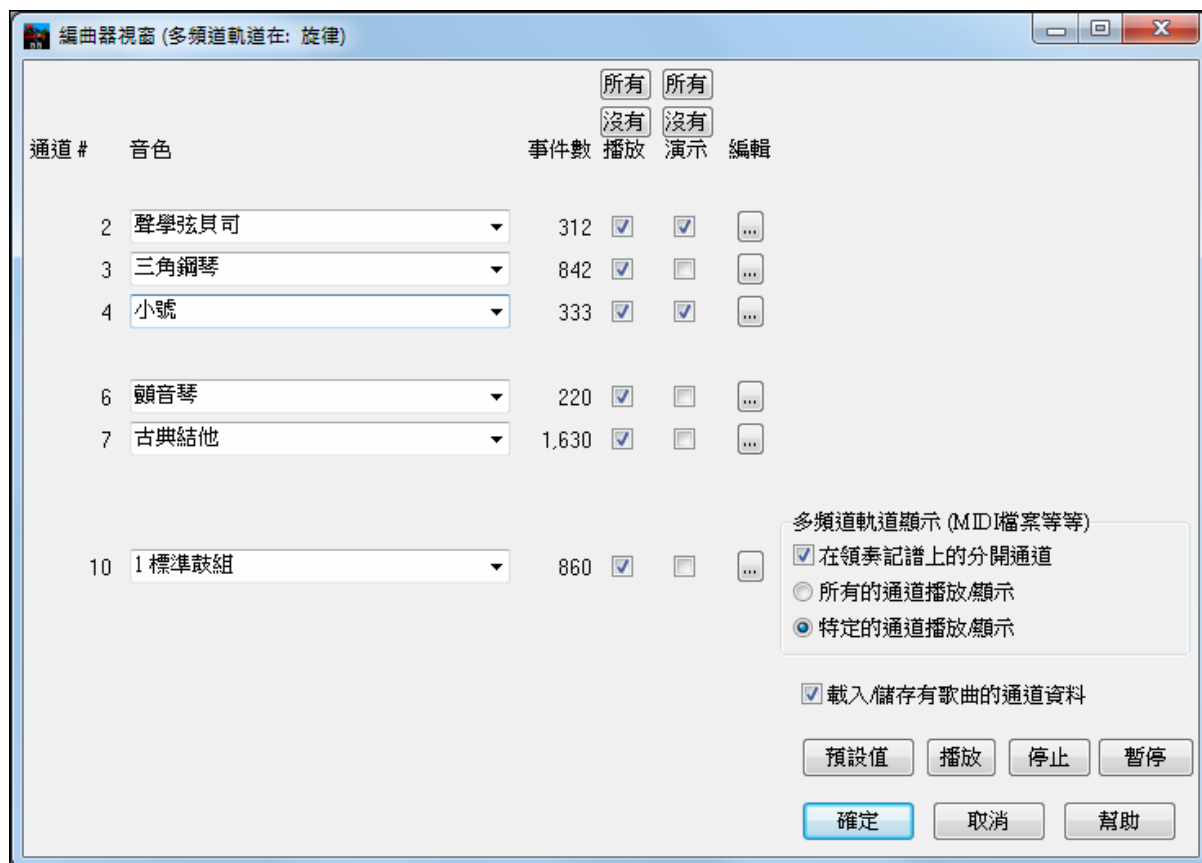 編曲器視窗 (多頻道軌道在: 旋律)
所有 所有
沒有 沒有
通道 # 音色 事件數 播放 演示 編輯
2 聲學弦貝司 312 ...
3 三角鋼琴 842 ...
4 小號 333 ...
6 顫音琴 220 ...
7 古典結他 1,630 ...
10 1 標準鼓組 860 ...
多頻道軌道顯示 (MIDI檔案等等)
在領奏記譜上的分開通道
所有的通道播放/顯示
特定的通道播放/顯示
載入/儲存有歌曲的通道資料
預設值 播放 停止 暫停
確定 取消 幫助